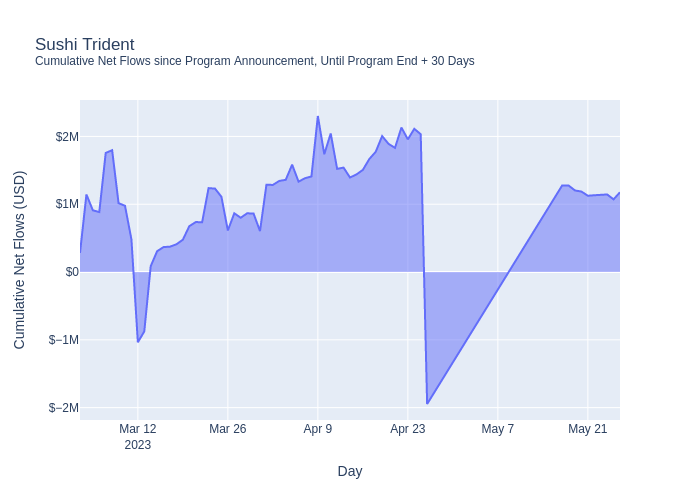 Sushi Trident
Cumulative Net Flows since Program Announcement, Until Program End + 30 Days
Cumulative Net Flows (USD)
$2M
$1M
$0
$−1M
$−2M
Mar 12 Mar 26 Apr 9 Apr 23 May 7 May 21
2023
Day